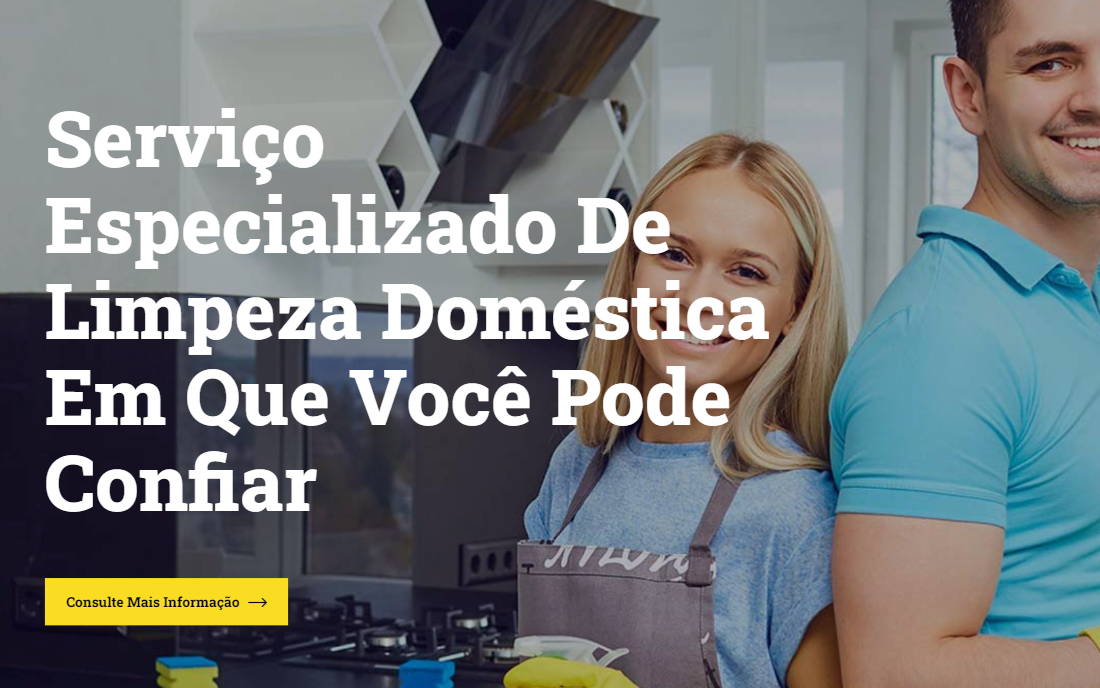 Serviço
Especializado De
Limpeza Doméstica
Em Que Você Pode
Confiar
Consulte Mais Informação